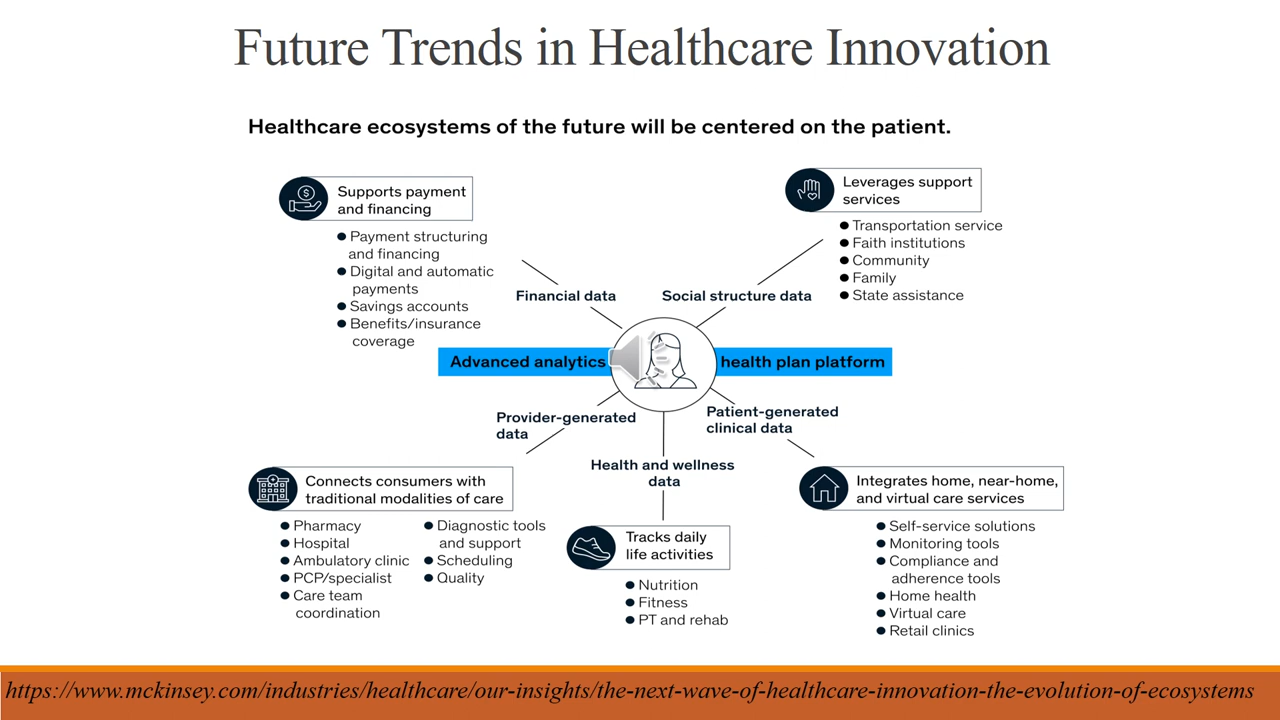 Future Trends in Healthcare Innovation
Healthcare ecosystems of the future will be centered on the patient.
Supports payment
and financing
● Payment structuring
and financing
● Digital and automatic
payments
● Savings accounts
● Benefits/insurance
coverage
Leverages support
services
● Transportation service
● Faith institutions
● Community
● Family
● State assistance
Financial data
Social structure data
Advanced analytics
health plan platform
Provider-generated
data
Patient-generated
clinical data
Health and wellness
data
Connects consumers with
traditional modalities of care
● Pharmacy
● Hospital
● Ambulatory clinic
● PCP/specialist
● Care team
coordination
● Diagnostic tools
and support
● Scheduling
● Quality
Tracks daily
life activities
● Nutrition
● Fitness
● PT and rehab
Integrates home, near-home,
and virtual care services
● Self-service solutions
● Monitoring tools
● Compliance and
adherence tools
● Home health
● Virtual care
● Retail clinics
https://www.mckinsey.com/industries/healthcare/our-insights/the-next-wave-of-healthcare-innovation-the-evolution-of-ecosystems